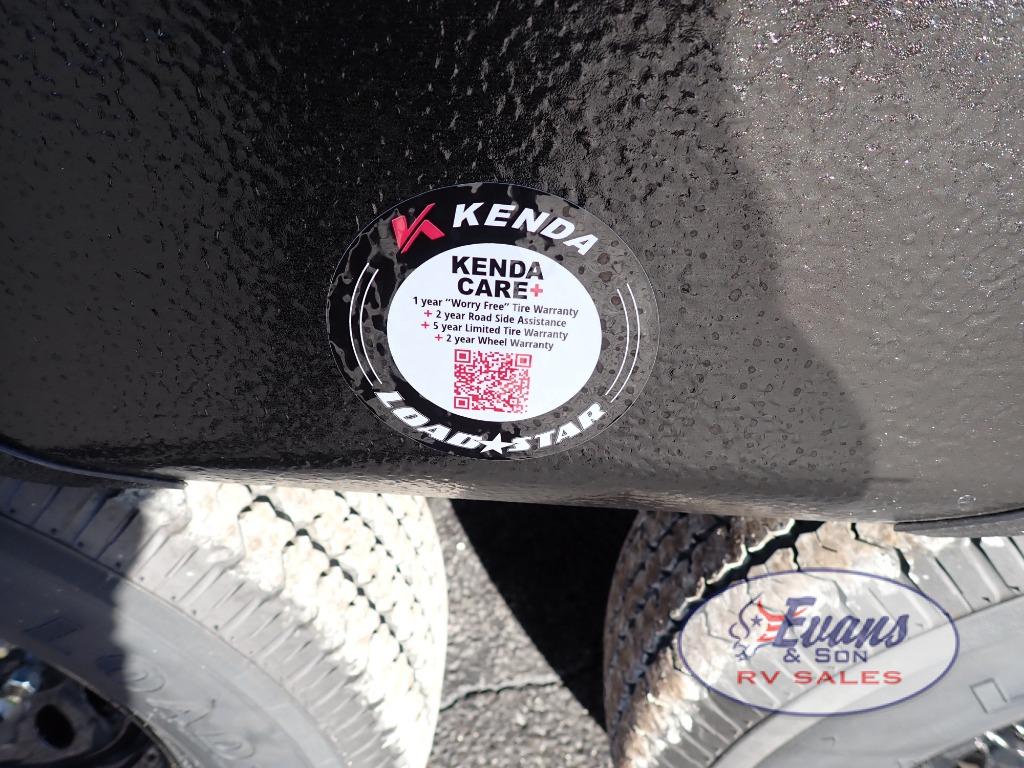 KENDA
KENDA
CARE+
1 year "Worry Free" Tire Warranty
+ 2 year Road Side Assistance
+ 5 year Limited Tire Warranty
+ 2 year Wheel Warranty
LOAD★STAR
LOAD
Evans
& SON
RV SALES